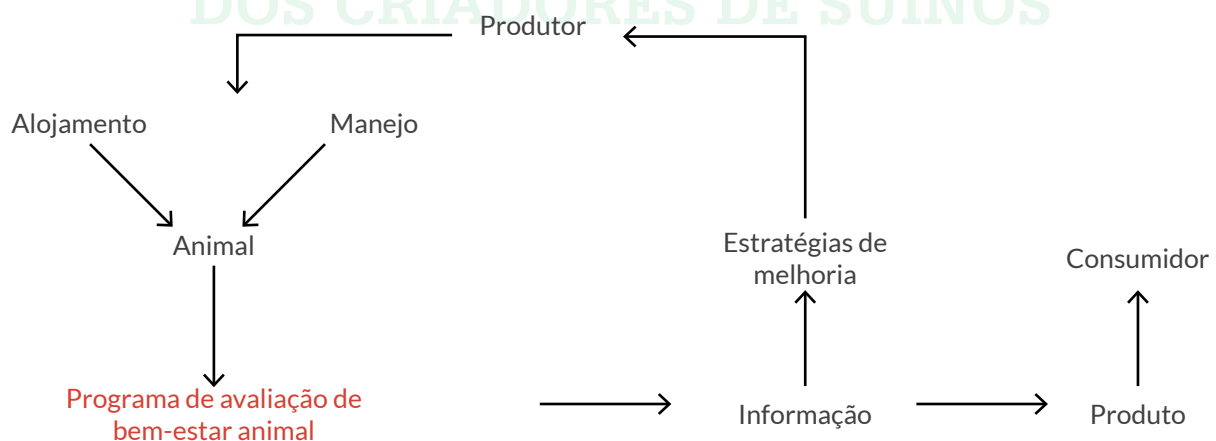 DOS CRIADORES DE SUÍNOS
Produtor
Alojamento
Manejo
Animal
Estratégias de
melhoria
Consumidor
Programa de avaliação de
bem-estar animal
Informação
Produto